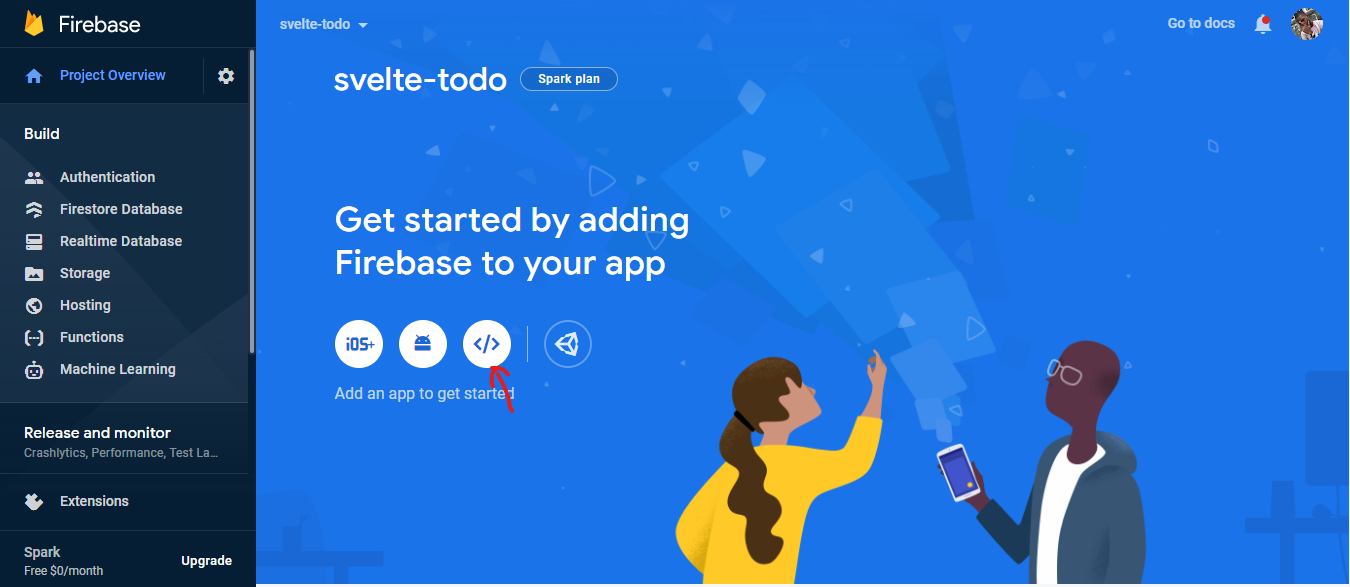 Firebase
Project Overview
Build
Authentication
Firestore Database
Realtime Database
Storage
Hosting
Functions
Machine Learning
Release and monitor
Crashlytics, Performance, Test La...
Extensions
Spark
Free $0/month
Upgrade
svelte-todo
Go to docs
svelte-todo
Spark plan
Get started by adding
Firebase to your app
iOS+
</>
Add an app to get started